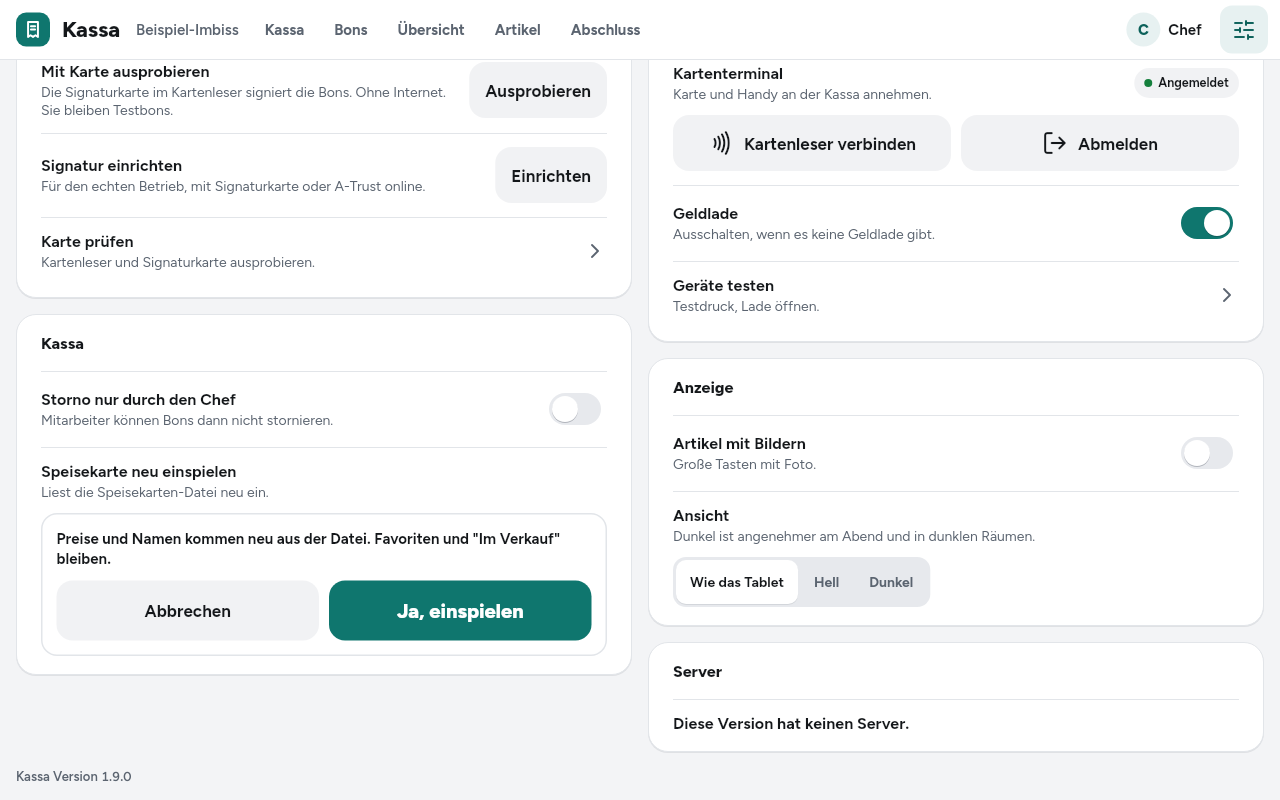 Kassa
Beispiel-Imbiss
Kassa
Bons
Übersicht
Artikel
Abschluss
C
Chef
Mit Karte ausprobieren
Die Signaturkarte im Kartenleser signiert die Bons. Ohne Internet.
Sie bleiben Testbons.
Ausprobieren
Signatur einrichten
Für den echten Betrieb, mit Signaturkarte oder A-Trust online.
Einrichten
Karte prüfen
Kartenleser und Signaturkarte ausprobieren.
Kassa
Storno nur durch den Chef
Mitarbeiter können Bons dann nicht stornieren.
Speisekarte neu einspielen
Liest die Speisekarten-Datei neu ein.
Preise und Namen kommen neu aus der Datei. Favoriten und "Im Verkauf"
bleiben.
Abbrechen
Ja, einspielen
Kartenterminal
Karte und Handy an der Kassa annehmen.
Angemeldet
Kartenleser verbinden
Abmelden
Geldlade
Ausschalten, wenn es keine Geldlade gibt.
Geräte testen
Testdruck, Lade öffnen.
Anzeige
Artikel mit Bildern
Große Tasten mit Foto.
Ansicht
Dunkel ist angenehmer am Abend und in dunklen Räumen.
Wie das Tablet
Hell
Dunkel
Server
Diese Version hat keinen Server.
Kassa Version 1.9.0